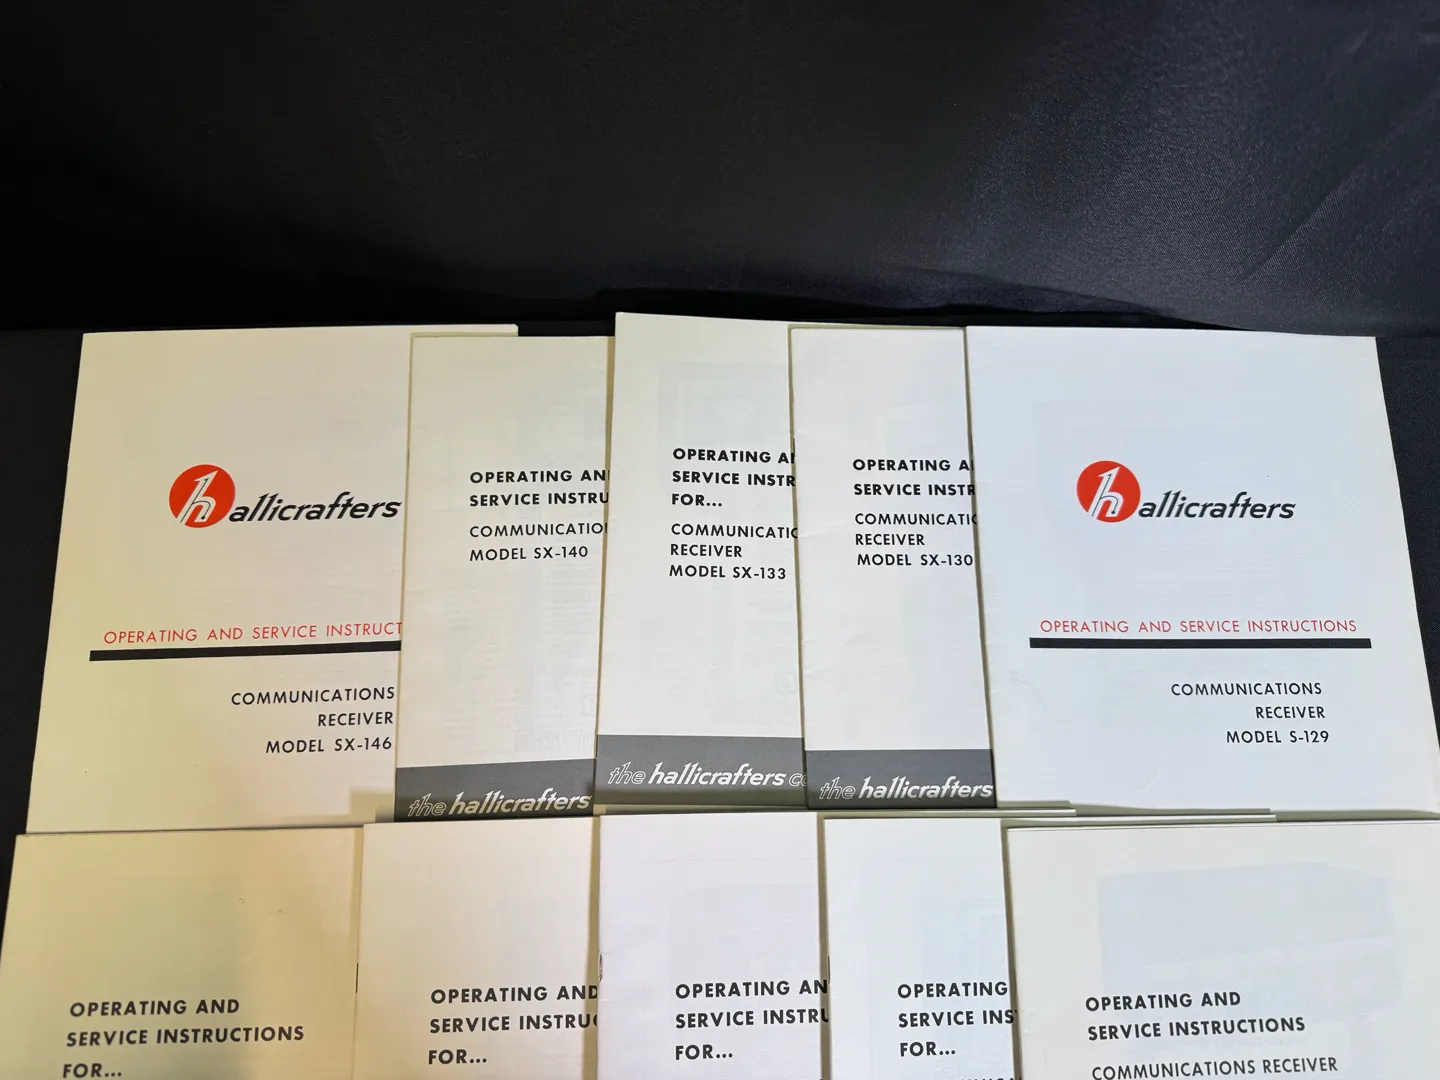 hallicrafters
OPERATING AND SERVICE INSTRUCT
COMMUNICATIONS
RECEIVER
MODEL SX-146
OPERATING AN
SERVICE INSTRU
COMMUNICATIO
MODEL SX-140
the hallicrafters
OPERATING A
SERVICE INSTR
FOR...
COMMUNICATIO
RECEIVER
MODEL SX-133
the hallicrafters co
OPERATING A
SERVICE INSTR
COMMUNICATIO
RECEIVER
MODEL SX-130
the hallicrafters
hallicrafters
OPERATING AND SERVICE INSTRUCTIONS
COMMUNICATIONS
RECEIVER
MODEL S-129
OPERATING AND
SERVICE INSTRUCTIONS
FOR...
OPERATING AND
SERVICE INSTRU
FOR...
OPERATING AN
SERVICE INSTRU
FOR...
OPERATING
SERVICE INS
FOR...
OPERATING AND
SERVICE INSTRUCTIONS
COMMUNICATIONS RECEIVER